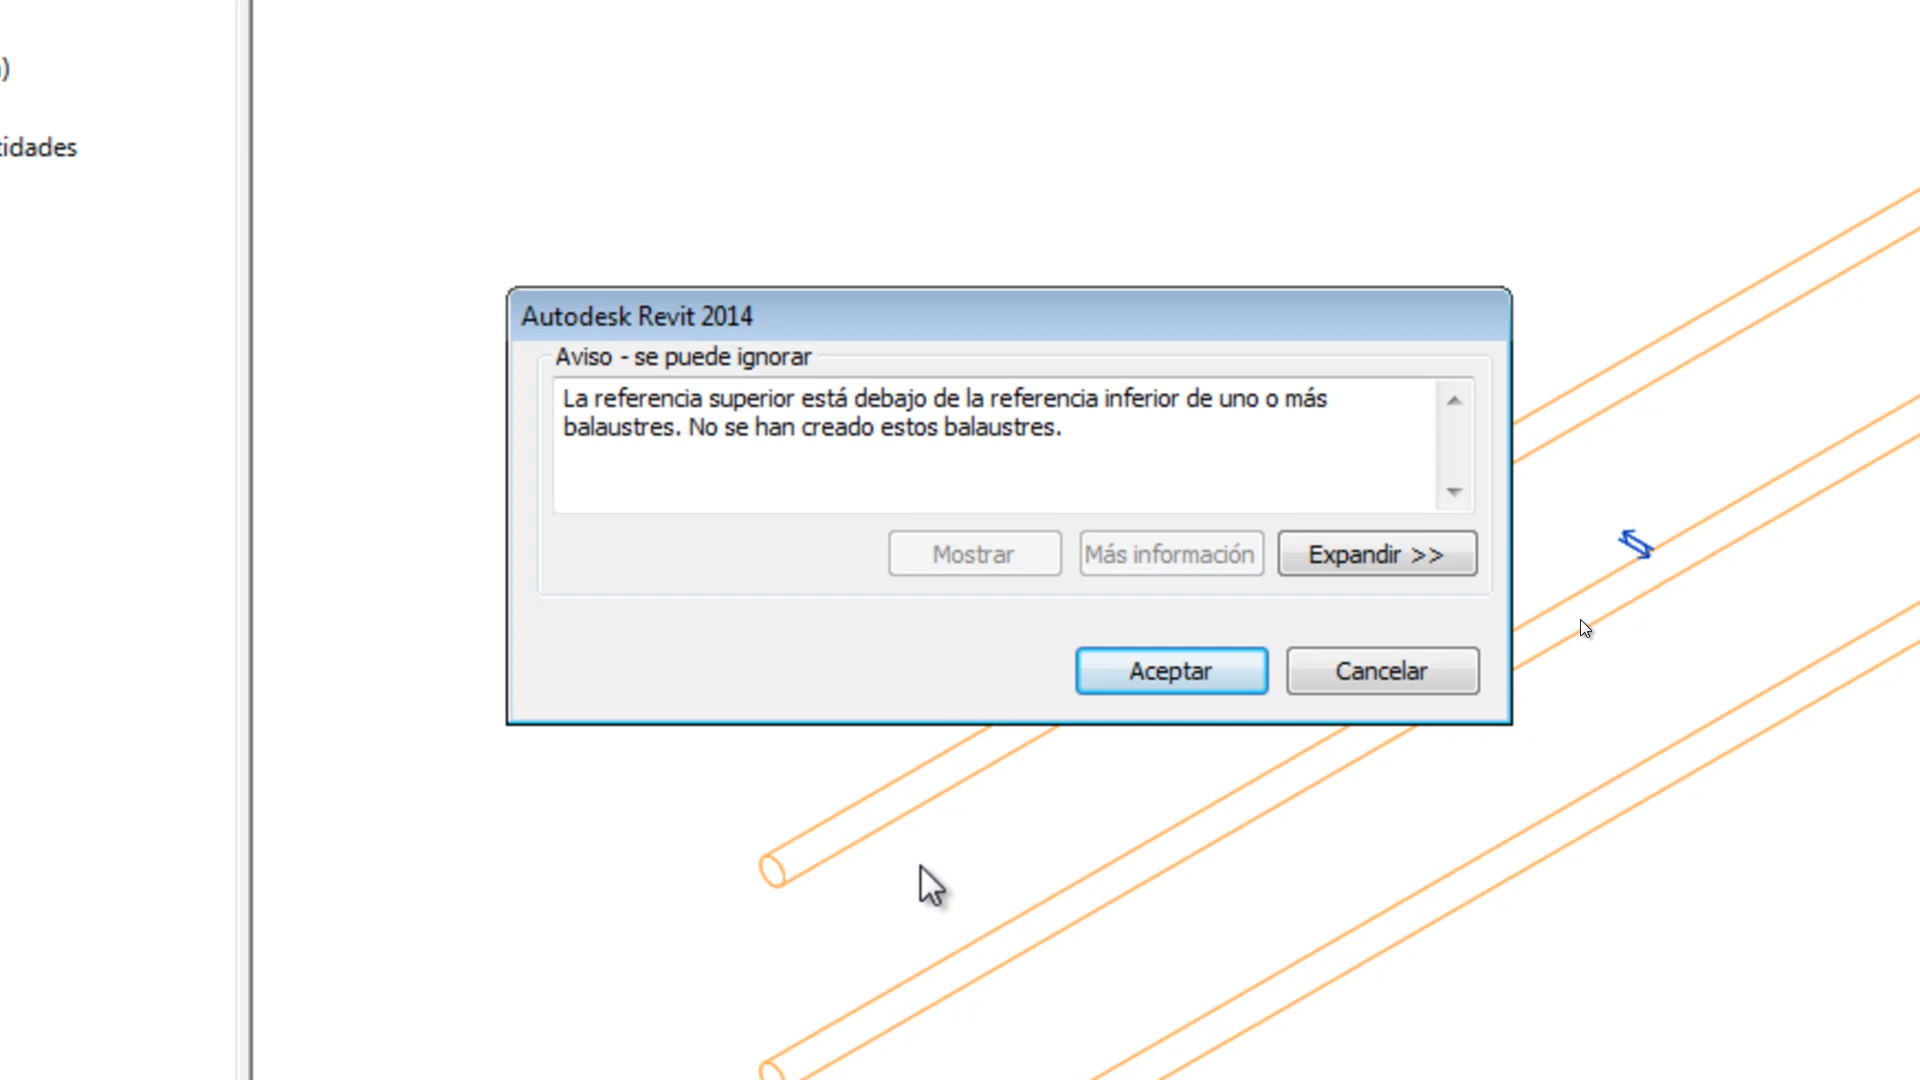 )
idades
Autodesk Revit 2014
Aviso - se puede ignorar
La referencia superior está debajo de la referencia inferior de uno o más
balaustres. No se han creado estos balaustres.
Mostrar
Más información
Expandir >>
Aceptar
Cancelar